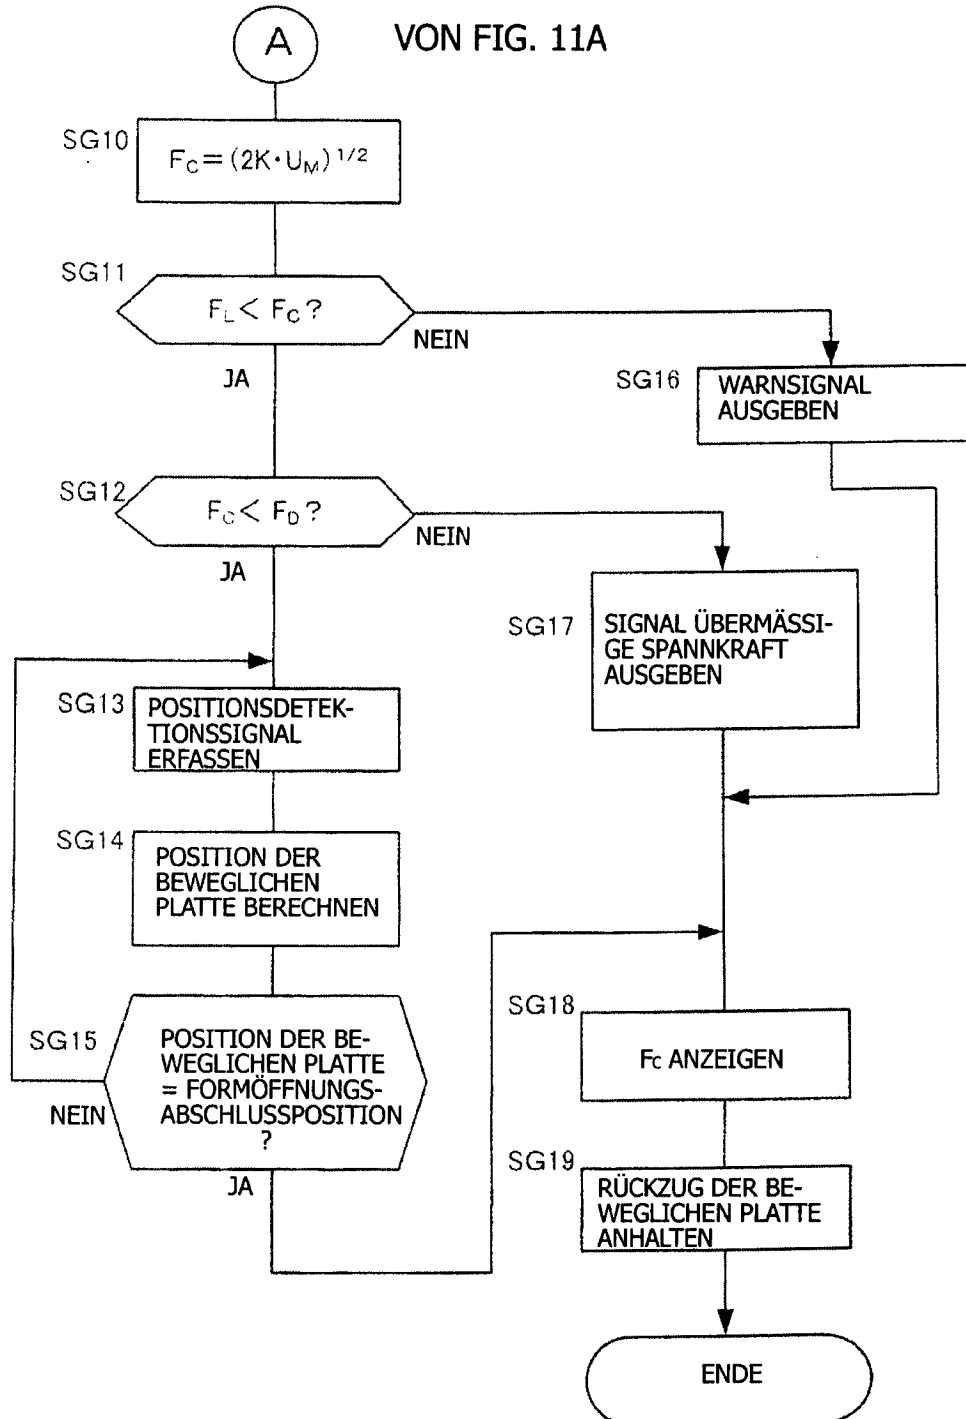 A
VON FIG. 11A
SG10
F_C=(2K·U_M)^1/2
SG11
F_L< F_C?
NEIN
JA
SG16
WARNSIGNAL
AUSGEBEN
SG12
F_C< F_D?
NEIN
JA
SG17
SIGNAL ÜBERMÄSSI-
GE SPANNKRAFT
AUSGEBEN
SG13
POSITIONSDETEK-
TIONSSIGNAL
ERFASSEN
SG14
POSITION DER
BEWEGLICHEN
PLATTE BERECHNEN
SG15
POSITION DER BE-
WEGLICHEN PLATTE
= FORMÖFFNUNGS-
ABSCHLUSSPOSITION
?
NEIN
JA
SG18
Fc ANZEIGEN
SG19
RÜCKZUG DER BE-
WEGLICHEN PLATTE
ANHALTEN
ENDE